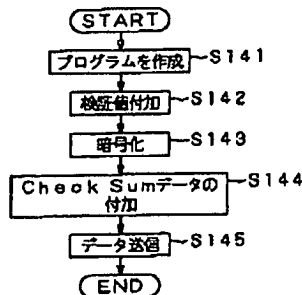 START
プログラムを作成 S141
検証値付加 S142
暗号化 S143
Check Sumデータの
付加 S144
データ送信 S145
END